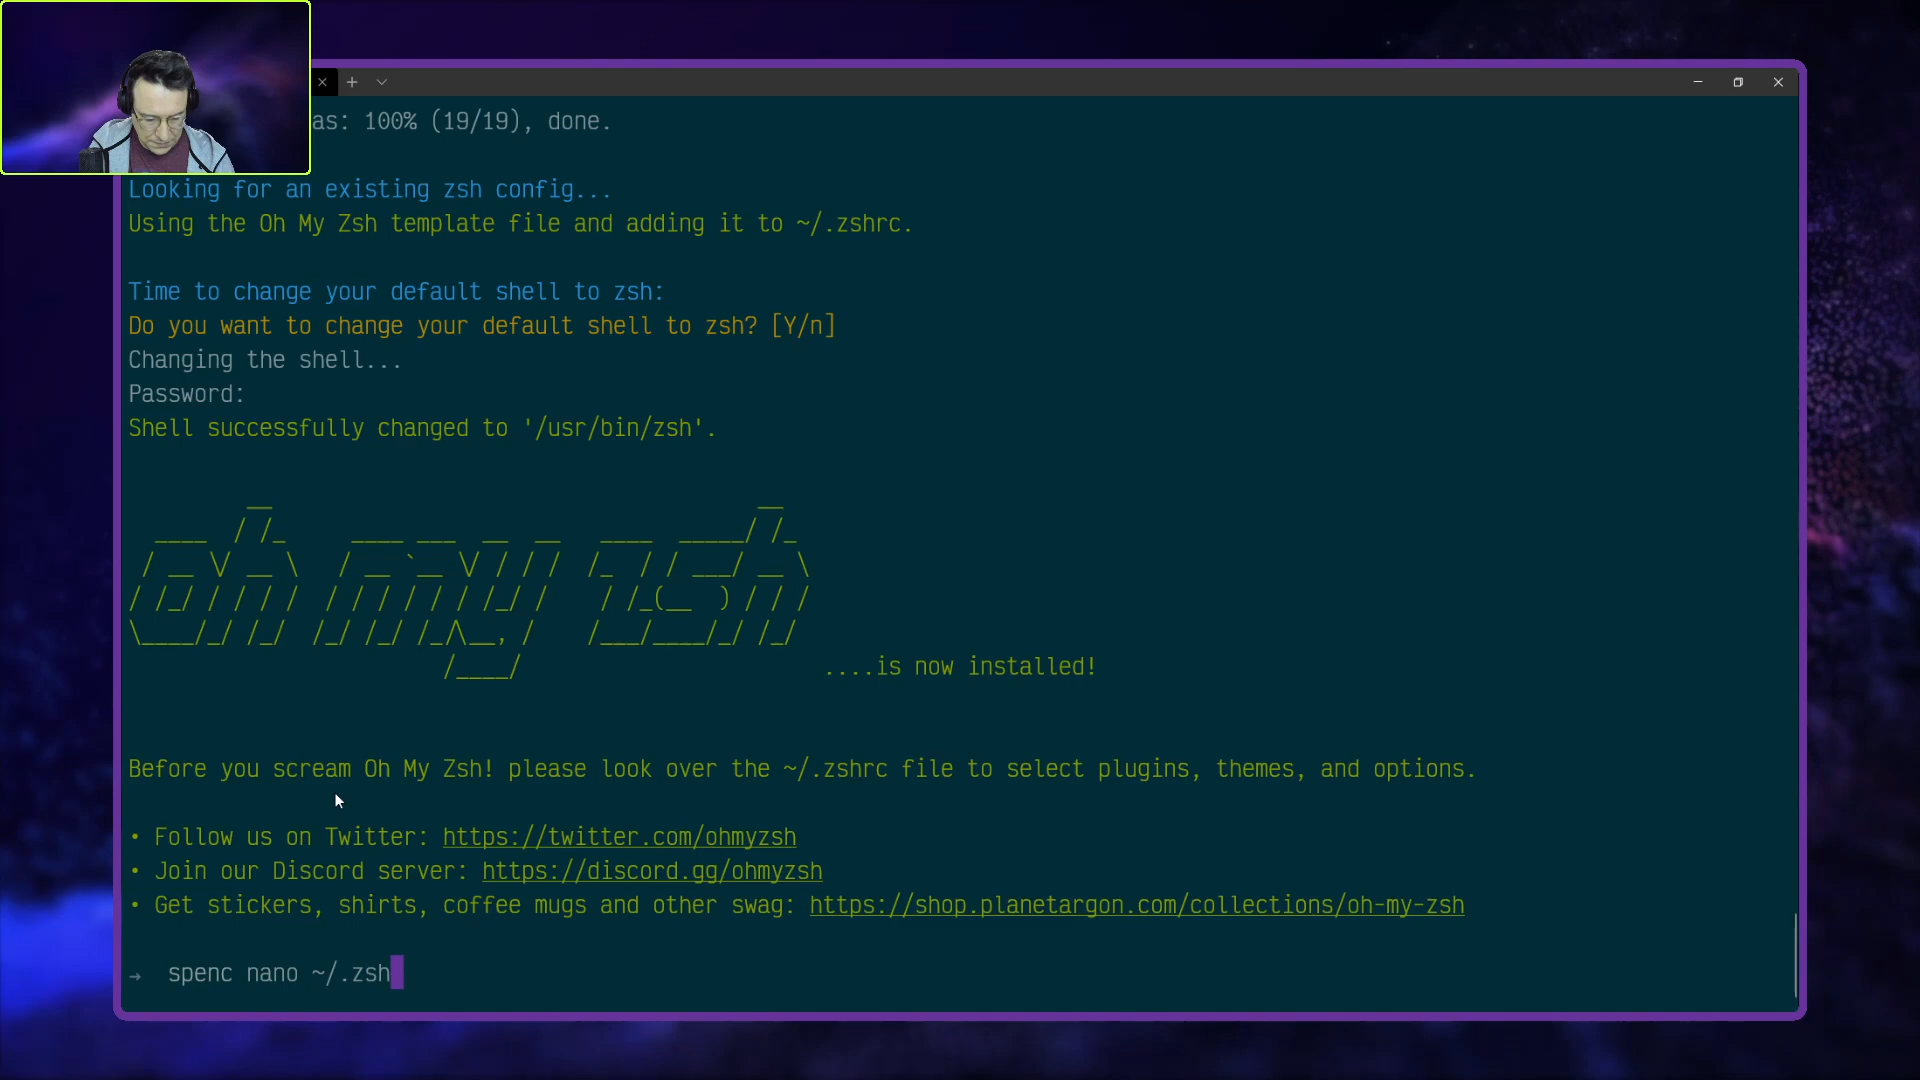 as: 100% (19/19), done.
Looking for an existing zsh config...
Using the Oh My Zsh template file and adding it to ~/.zshrc.
Time to change your default shell to zsh:
Do you want to change your default shell to zsh? [Y/n]
Changing the shell...
Password:
Shell successfully changed to '/usr/bin/zsh'.
oh my zsh
....is now installed!
Before you scream Oh My Zsh! please look over the ~/.zshrc file to select plugins, themes, and options.
• Follow us on Twitter: https://twitter.com/ohmyzsh
• Join our Discord server: https://discord.gg/ohmyzsh
• Get stickers, shirts, coffee mugs and other swag: https://shop.planetargon.com/collections/oh-my-zsh
→ spenc nano ~/.zsh